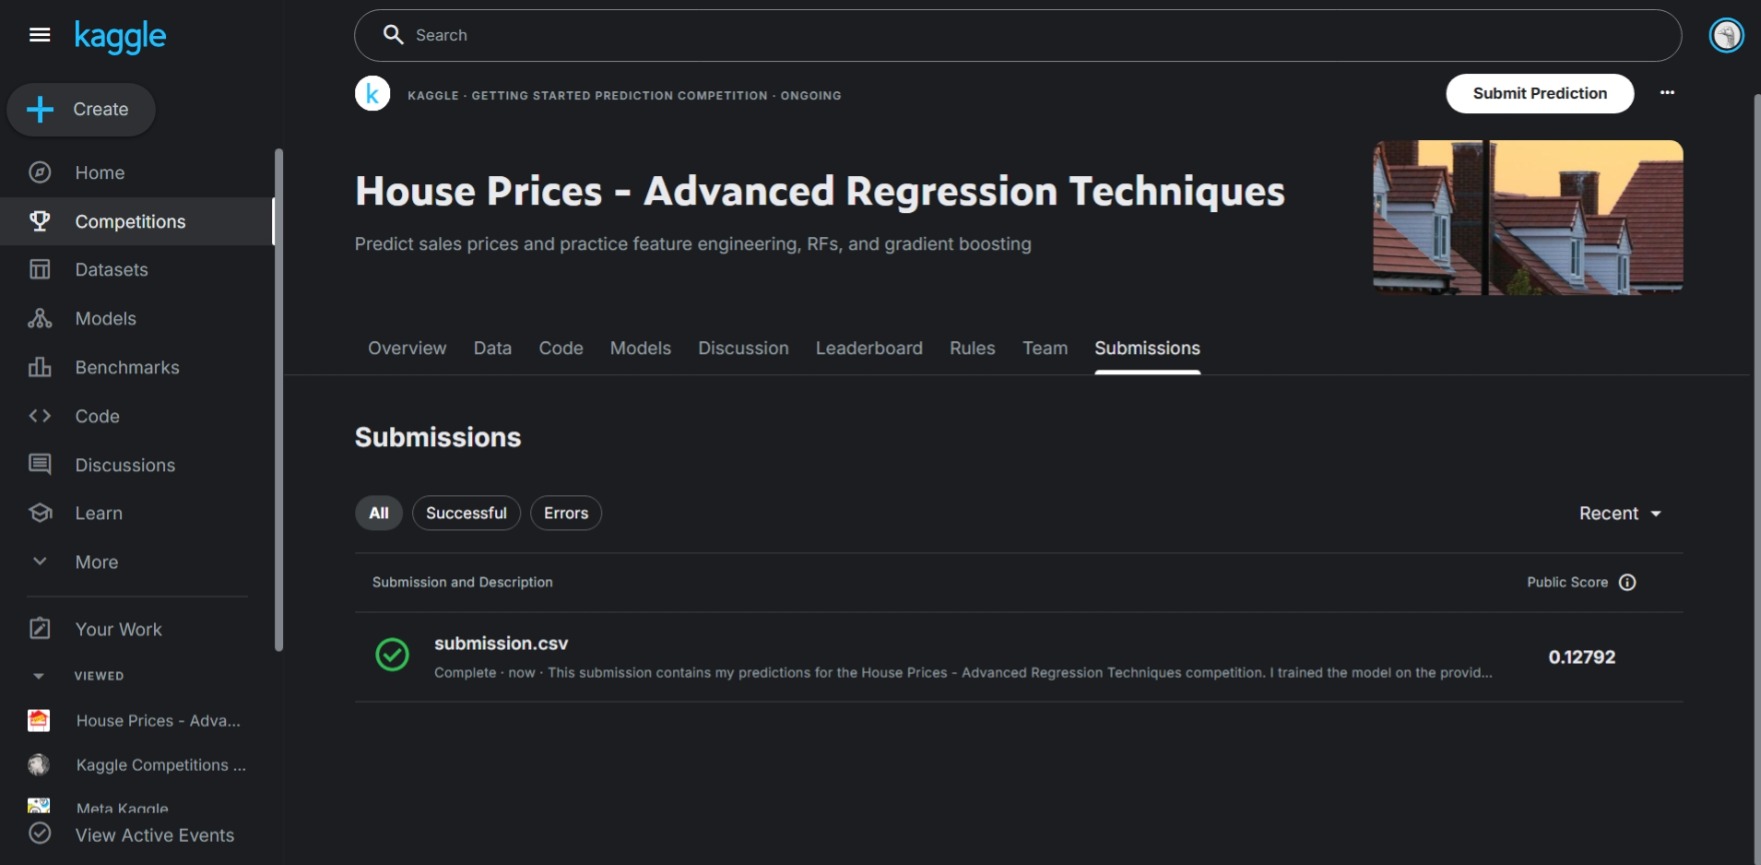 kaggle
Search
Create
k
KAGGLE · GETTING STARTED PREDICTION COMPETITION · ONGOING
Submit Prediction
Home
Competitions
Datasets
Models
Benchmarks
Code
Discussions
Learn
More
Your Work
VIEWED
House Prices - Adva...
Kaggle Competitions ...
Meta Kaggle
View Active Events
House Prices - Advanced Regression Techniques
Predict sales prices and practice feature engineering, RFs, and gradient boosting
Overview Data Code Models Discussion Leaderboard Rules Team Submissions
Submissions
All Successful Errors
Recent
Submission and Description Public Score
submission.csv
Complete · now · This submission contains my predictions for the House Prices - Advanced Regression Techniques competition. I trained the model on the provid...
0.12792